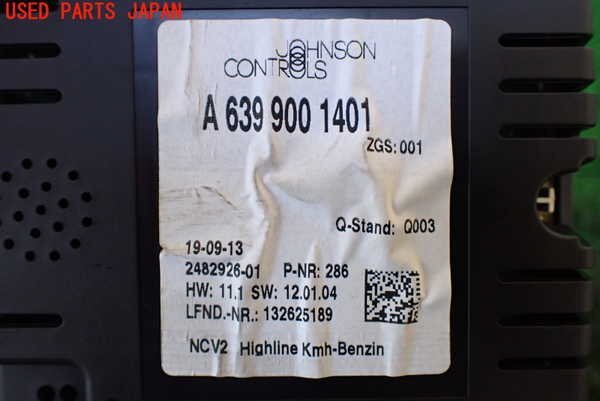 USED PARTS JAPAN
JOHNSON
CONTROLS
A 639 900 1401
ZGS: 001
Q-Stand: Q003
19-09-13
2482926-01 P-NR: 286
HW: 11.1 SW: 12.01.04
LFND.-NR.: 132625189
NCV2 Highline Kmh-Benzin